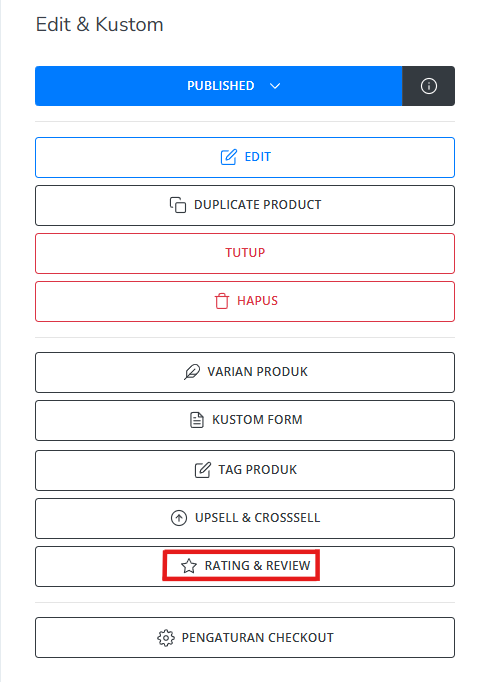 Edit & Kustom
PUBLISHED
EDIT
DUPLICATE PRODUCT
TUTUP
HAPUS
VARIAN PRODUK
KUSTOM FORM
TAG PRODUK
UPSELL & CROSSSELL
RATING & REVIEW
PENGATURAN CHECKOUT